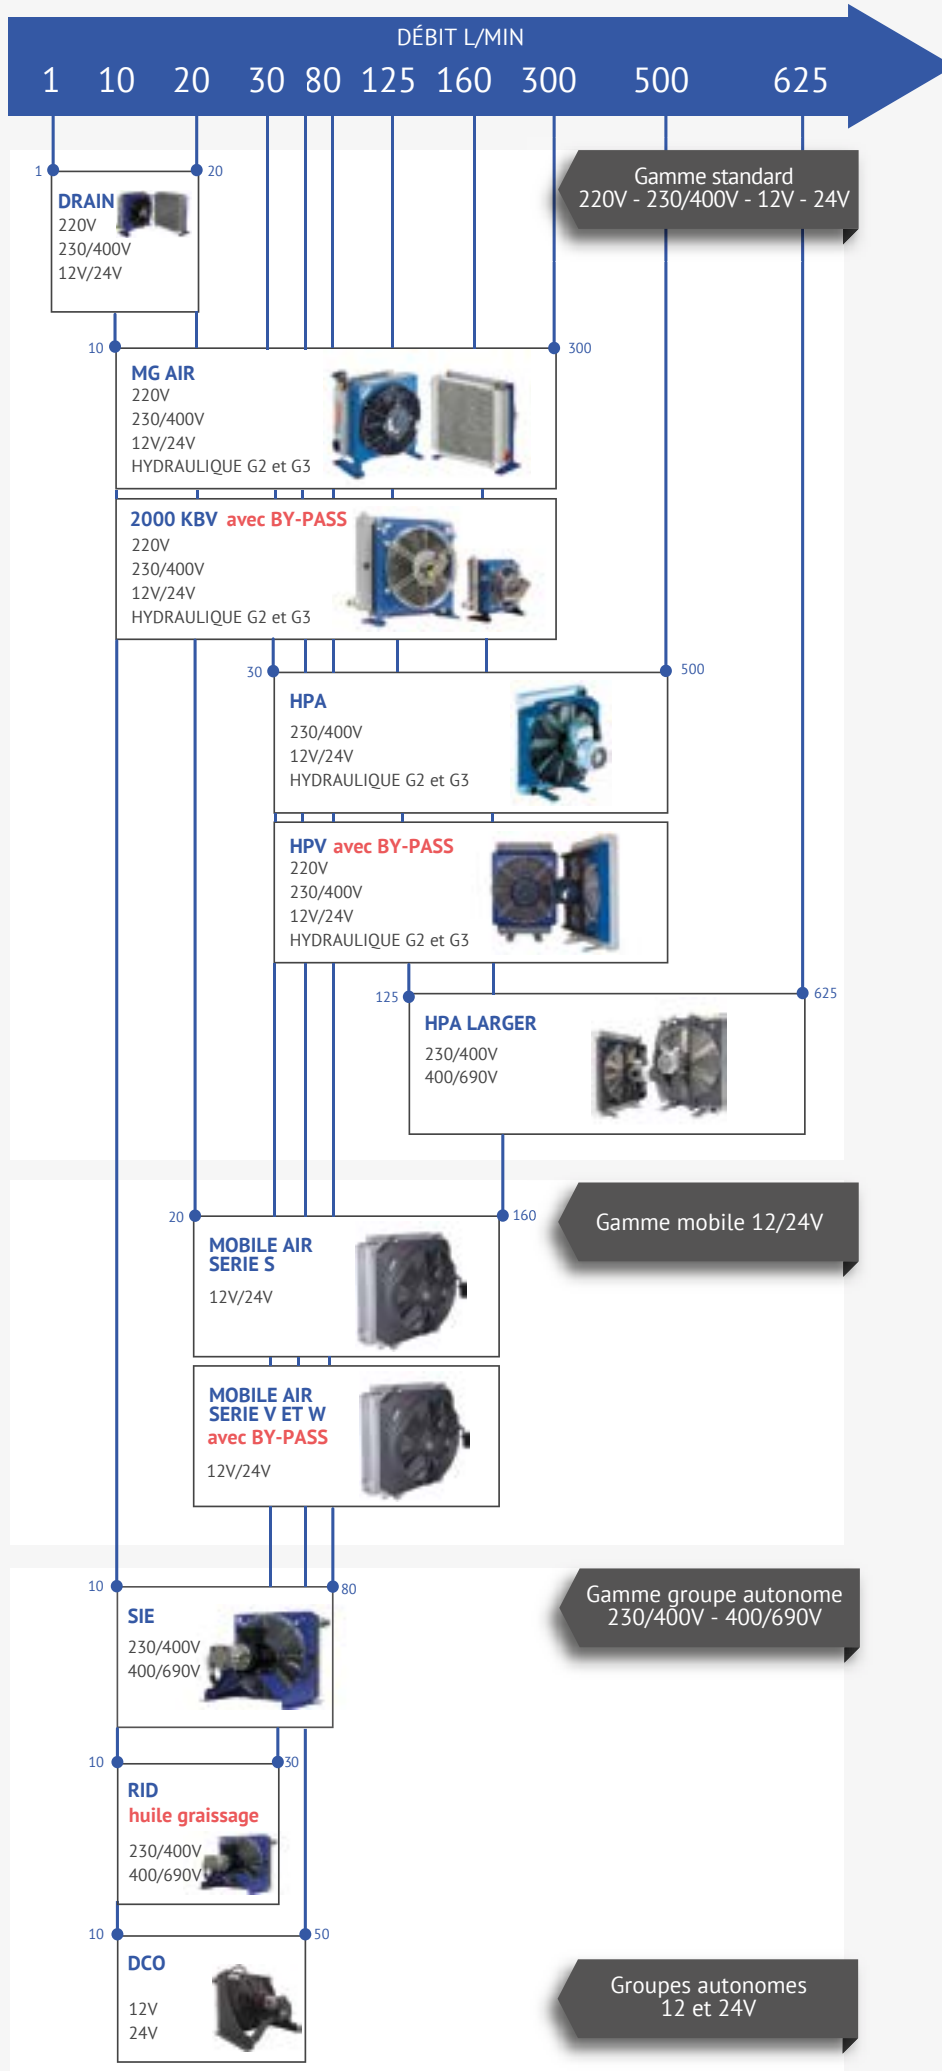 DÉBIT L/MIN
1 10 20 30 80 125 160 300 500 625
Gamme standard
220V - 230/400V - 12V - 24V
1 20
DRAIN
220V
230/400V
12V/24V
10 300
MG AIR
220V
230/400V
12V/24V
HYDRAULIQUE G2 et G3
2000 KBV avec BY-PASS
220V
230/400V
12V/24V
HYDRAULIQUE G2 et G3
30 500
HPA
230/400V
12V/24V
HYDRAULIQUE G2 et G3
HPV avec BY-PASS
220V
230/400V
12V/24V
HYDRAULIQUE G2 et G3
125 625
HPA LARGER
230/400V
400/690V
Gamme mobile 12/24V
20 160
MOBILE AIR
SERIE S
12V/24V
MOBILE AIR
SERIE V ET W
avec BY-PASS
12V/24V
Gamme groupe autonome
230/400V - 400/690V
10 80
SIE
230/400V
400/690V
10 30
RID
huile graissage
230/400V
400/690V
10 50
DCO
12V
24V
Groupes autonomes
12 et 24V